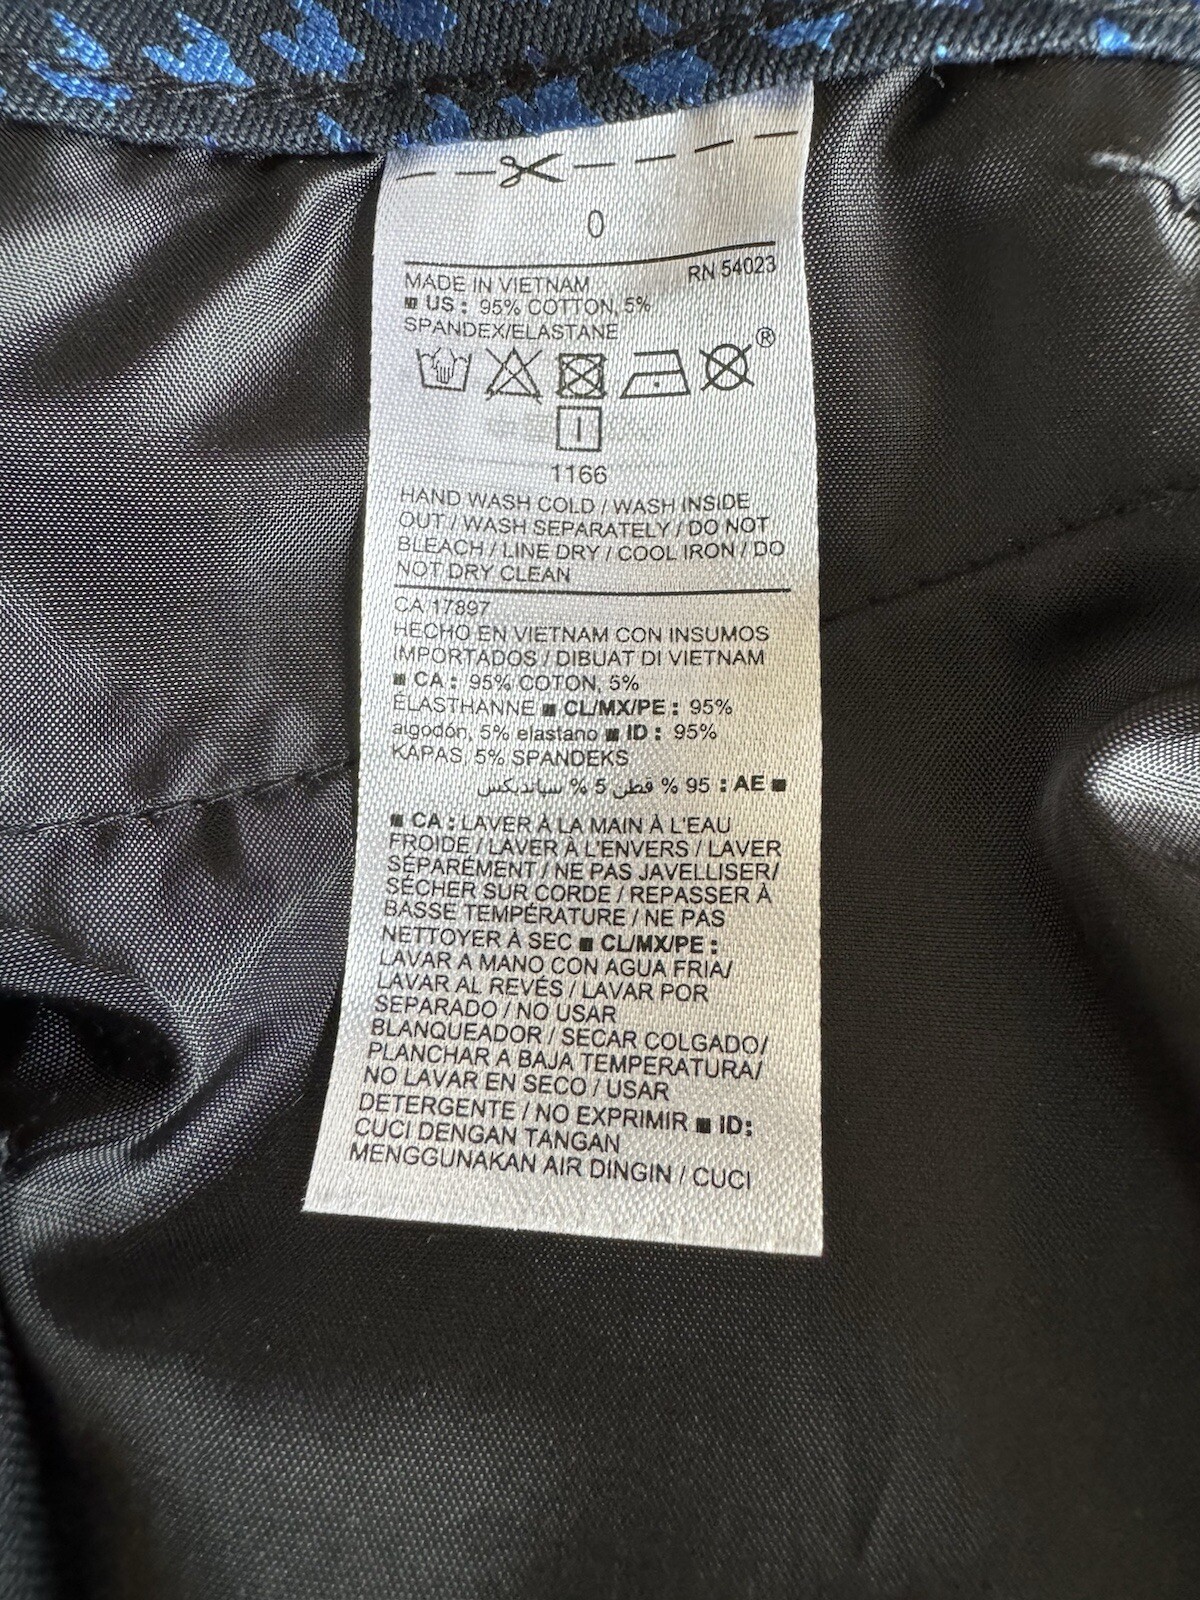 0
MADE IN VIETNAM RN 54023
■ US : 95% COTTON, 5%
SPANDEX/ELASTANE
®
1166
HAND WASH COLD / WASH INSIDE
OUT / WASH SEPARATELY / DO NOT
BLEACH / LINE DRY / COOL IRON / DO
NOT DRY CLEAN
CA 17897
HECHO EN VIETNAM CON INSUMOS
IMPORTADOS / DIBUAT DI VIETNAM
■ CA : 95% COTON, 5%
ÉLASTHANNE ■ CL/MX/PE : 95%
algodón, 5% elastano ■ ID : 95%
KAPAS, 5% SPANDEKS
■ AE : 95 % قطن 5 % سباندبكس
■ CA : LAVER À LA MAIN À L'EAU
FROIDE / LAVER À L'ENVERS / LAVER
SÉPARÉMENT / NE PAS JAVELLISER/
SÉCHER SUR CORDE / REPASSER À
BASSE TEMPÉRATURE / NE PAS
NETTOYER À SEC ■ CL/MX/PE :
LAVAR A MANO CON AGUA FRIA/
LAVAR AL REVÉS / LAVAR POR
SEPARADO / NO USAR
BLANQUEADOR / SECAR COLGADO/
PLANCHAR A BAJA TEMPERATURA/
NO LAVAR EN SECO / USAR
DETERGENTE / NO EXPRIMIR ■ ID:
CUCI DENGAN TANGAN
MENGGUNAKAN AIR DINGIN / CUCI